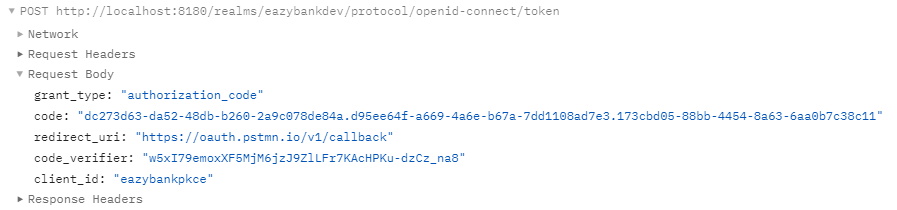 POST http://localhost:8180/realms/eazybankdev/protocol/openid-connect/token
Network
Request Headers
Request Body
grant_type: "authorization_code"
code: "dc273d63-da52-48db-b260-2a9c078de84a.d95ee64f-a669-4a6e-b67a-7dd1108ad7e3.173cbd05-88bb-4454-8a63-6aa0b7c38c11"
redirect_uri: "https://oauth.pstmn.io/v1/callback"
code_verifier: "w5xI79emoxXF5MjM6jzJ9ZlLFr7KAcHPKu-dzCz_na8"
client_id: "eazybankpkce"
Response Headers